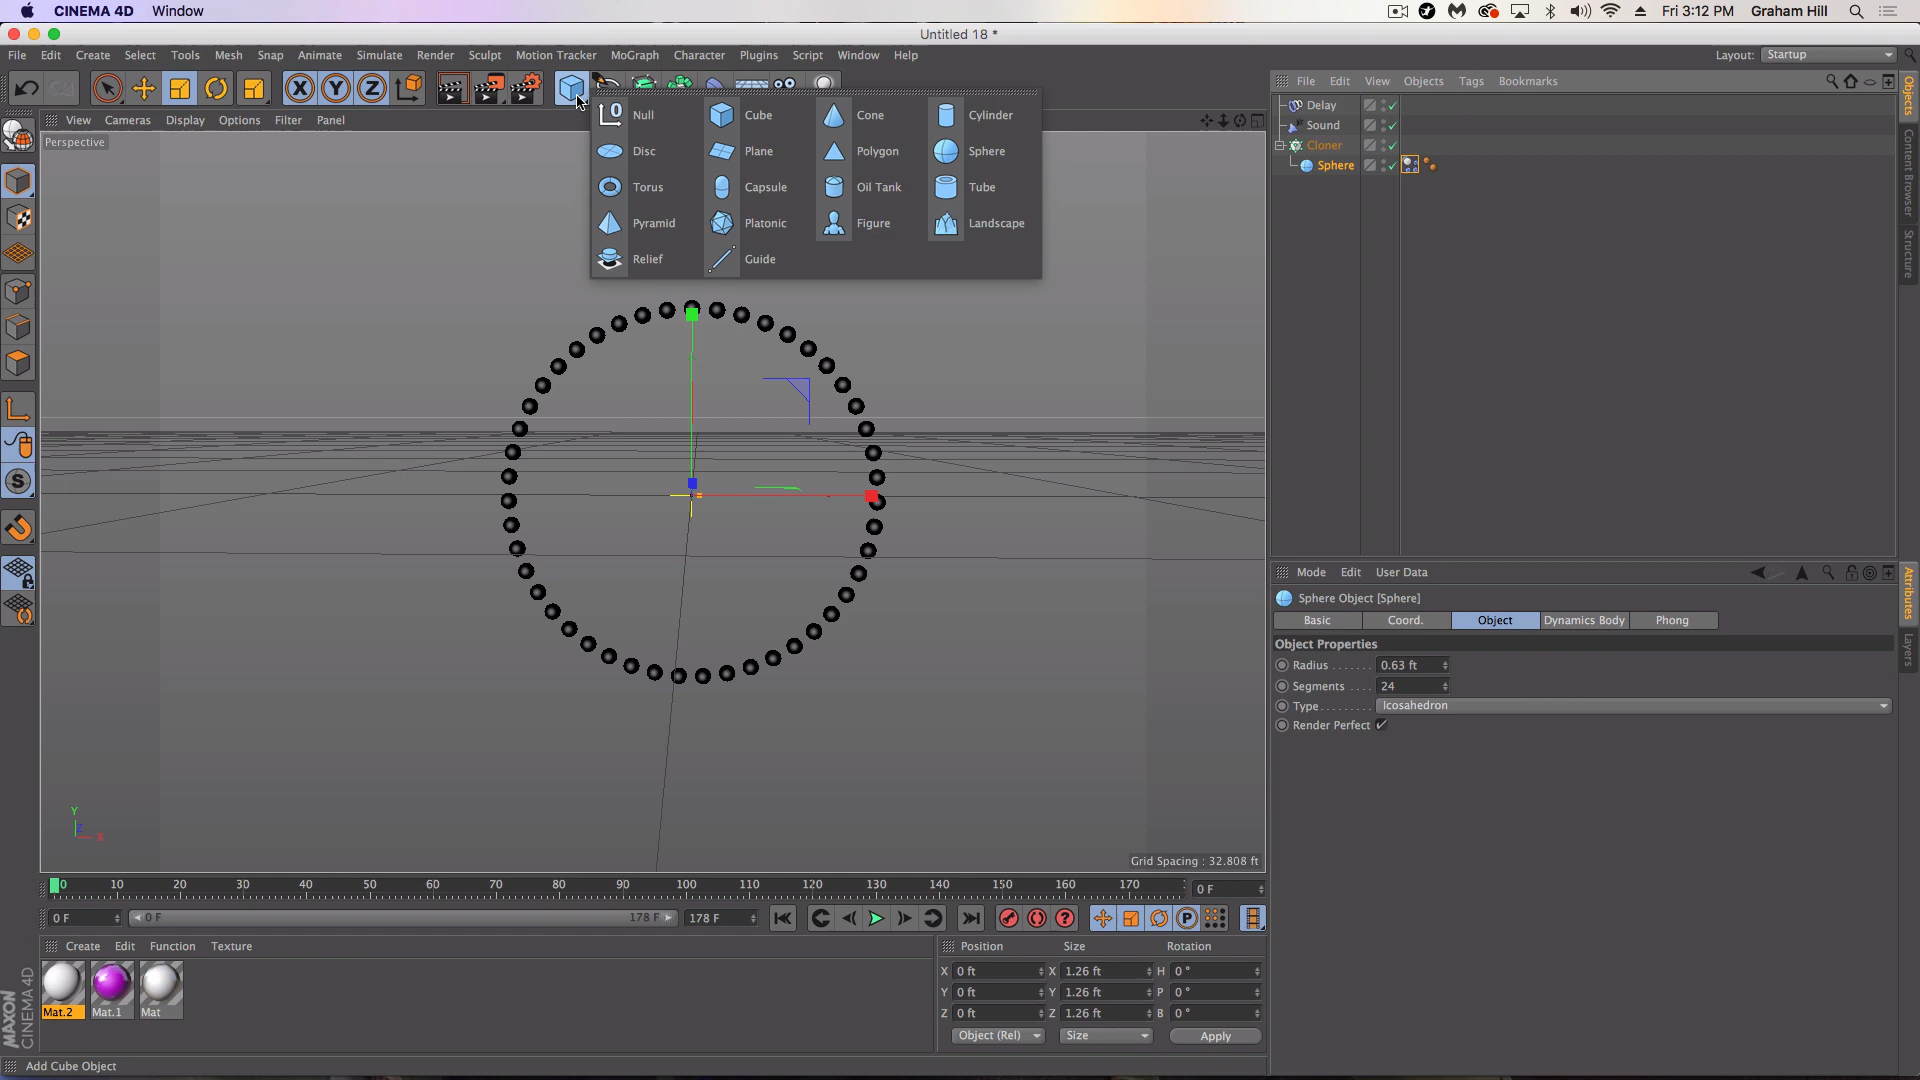 CINEMA 4D Window
Fri 3:12 PM Graham Hill
Untitled 18 *
File Edit Create Select Tools Mesh Snap Animate Simulate Render Sculpt Motion Tracker MoGraph Character Plugins Script Window Help
Layout: Startup
X Y Z
File Edit View Objects Tags Bookmarks
View Cameras Display Options Filter Panel
Perspective
Null Cube Cone Cylinder
Disc Plane Polygon Sphere
Torus Capsule Oil Tank Tube
Pyramid Platonic Figure Landscape
Relief Guide
Delay
Sound
Cloner
Sphere
Objects
Content Browser
Structure
Mode Edit User Data
Sphere Object [Sphere]
Basic Coord. Object Dynamics Body Phong
Object Properties
Radius 0.63 ft
Segments 24
Type Icosahedron
Render Perfect
Attributes
Layers
Y
Z
X
Grid Spacing : 32.808 ft
0 10 20 30 40 50 60 70 80 90 100 110 120 130 140 150 160 170
0 F
0 F 0 F 178 F 178 F
Create Edit Function Texture
Mat.2 Mat.1 Mat
Position Size Rotation
X 0 ft X 1.26 ft H 0 °
Y 0 ft Y 1.26 ft P 0 °
Z 0 ft Z 1.26 ft B 0 °
Object (Rel) Size Apply
MAXON
CINEMA 4D
Add Cube Object